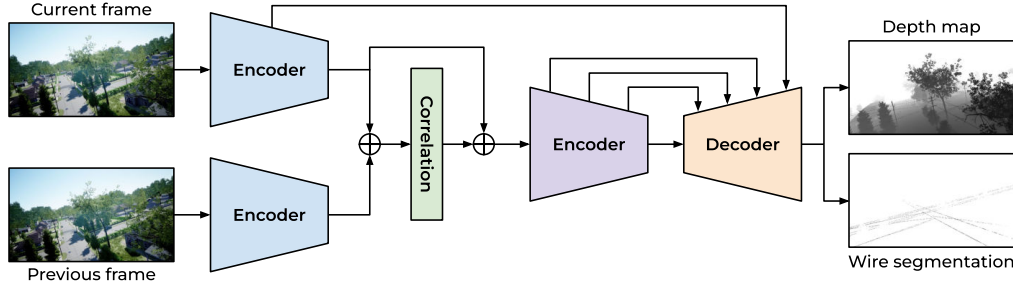 Current frame
Depth map
Encoder
Correlation
Encoder
Decoder
Encoder
Previous frame
Wire segmentation